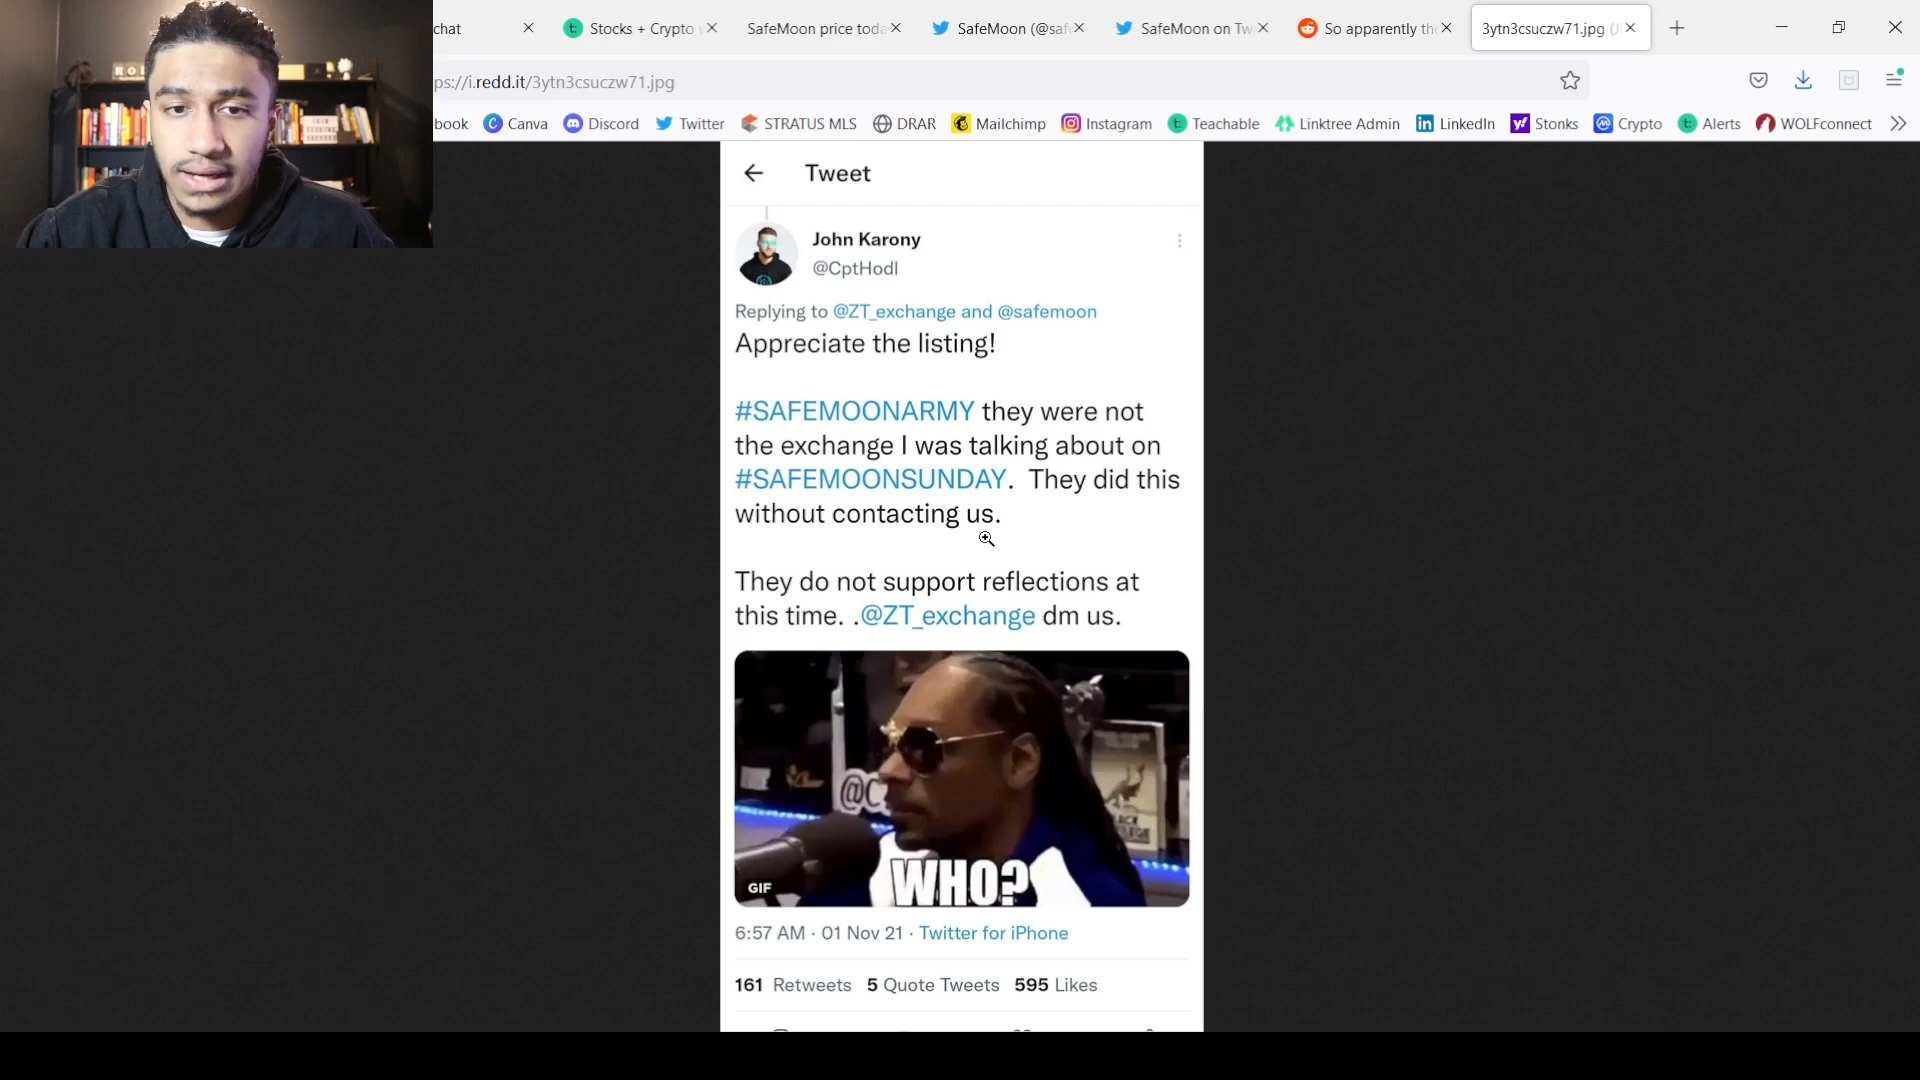 chat
Stocks + Crypto
SafeMoon price toda
SafeMoon (@saf
SafeMoon on Tw
So apparently the
3ytn3csuczw71.jpg (J
ps://i.redd.it/3ytn3csuczw71.jpg
book
Canva
Discord
Twitter
STRATUS MLS
DRAR
Mailchimp
Instagram
Teachable
Linktree Admin
LinkedIn
Stonks
Crypto
Alerts
WOLFconnect
Tweet
John Karony
@CptHodl
Replying to @ZT_exchange and @safemoon
Appreciate the listing!
#SAFEMOONARMY they were not
the exchange I was talking about on
#SAFEMOONSUNDAY. They did this
without contacting us.
They do not support reflections at
this time. .@ZT_exchange dm us.
@C
WHO?
GIF
6:57 AM · 01 Nov 21 · Twitter for iPhone
161 Retweets 5 Quote Tweets 595 Likes